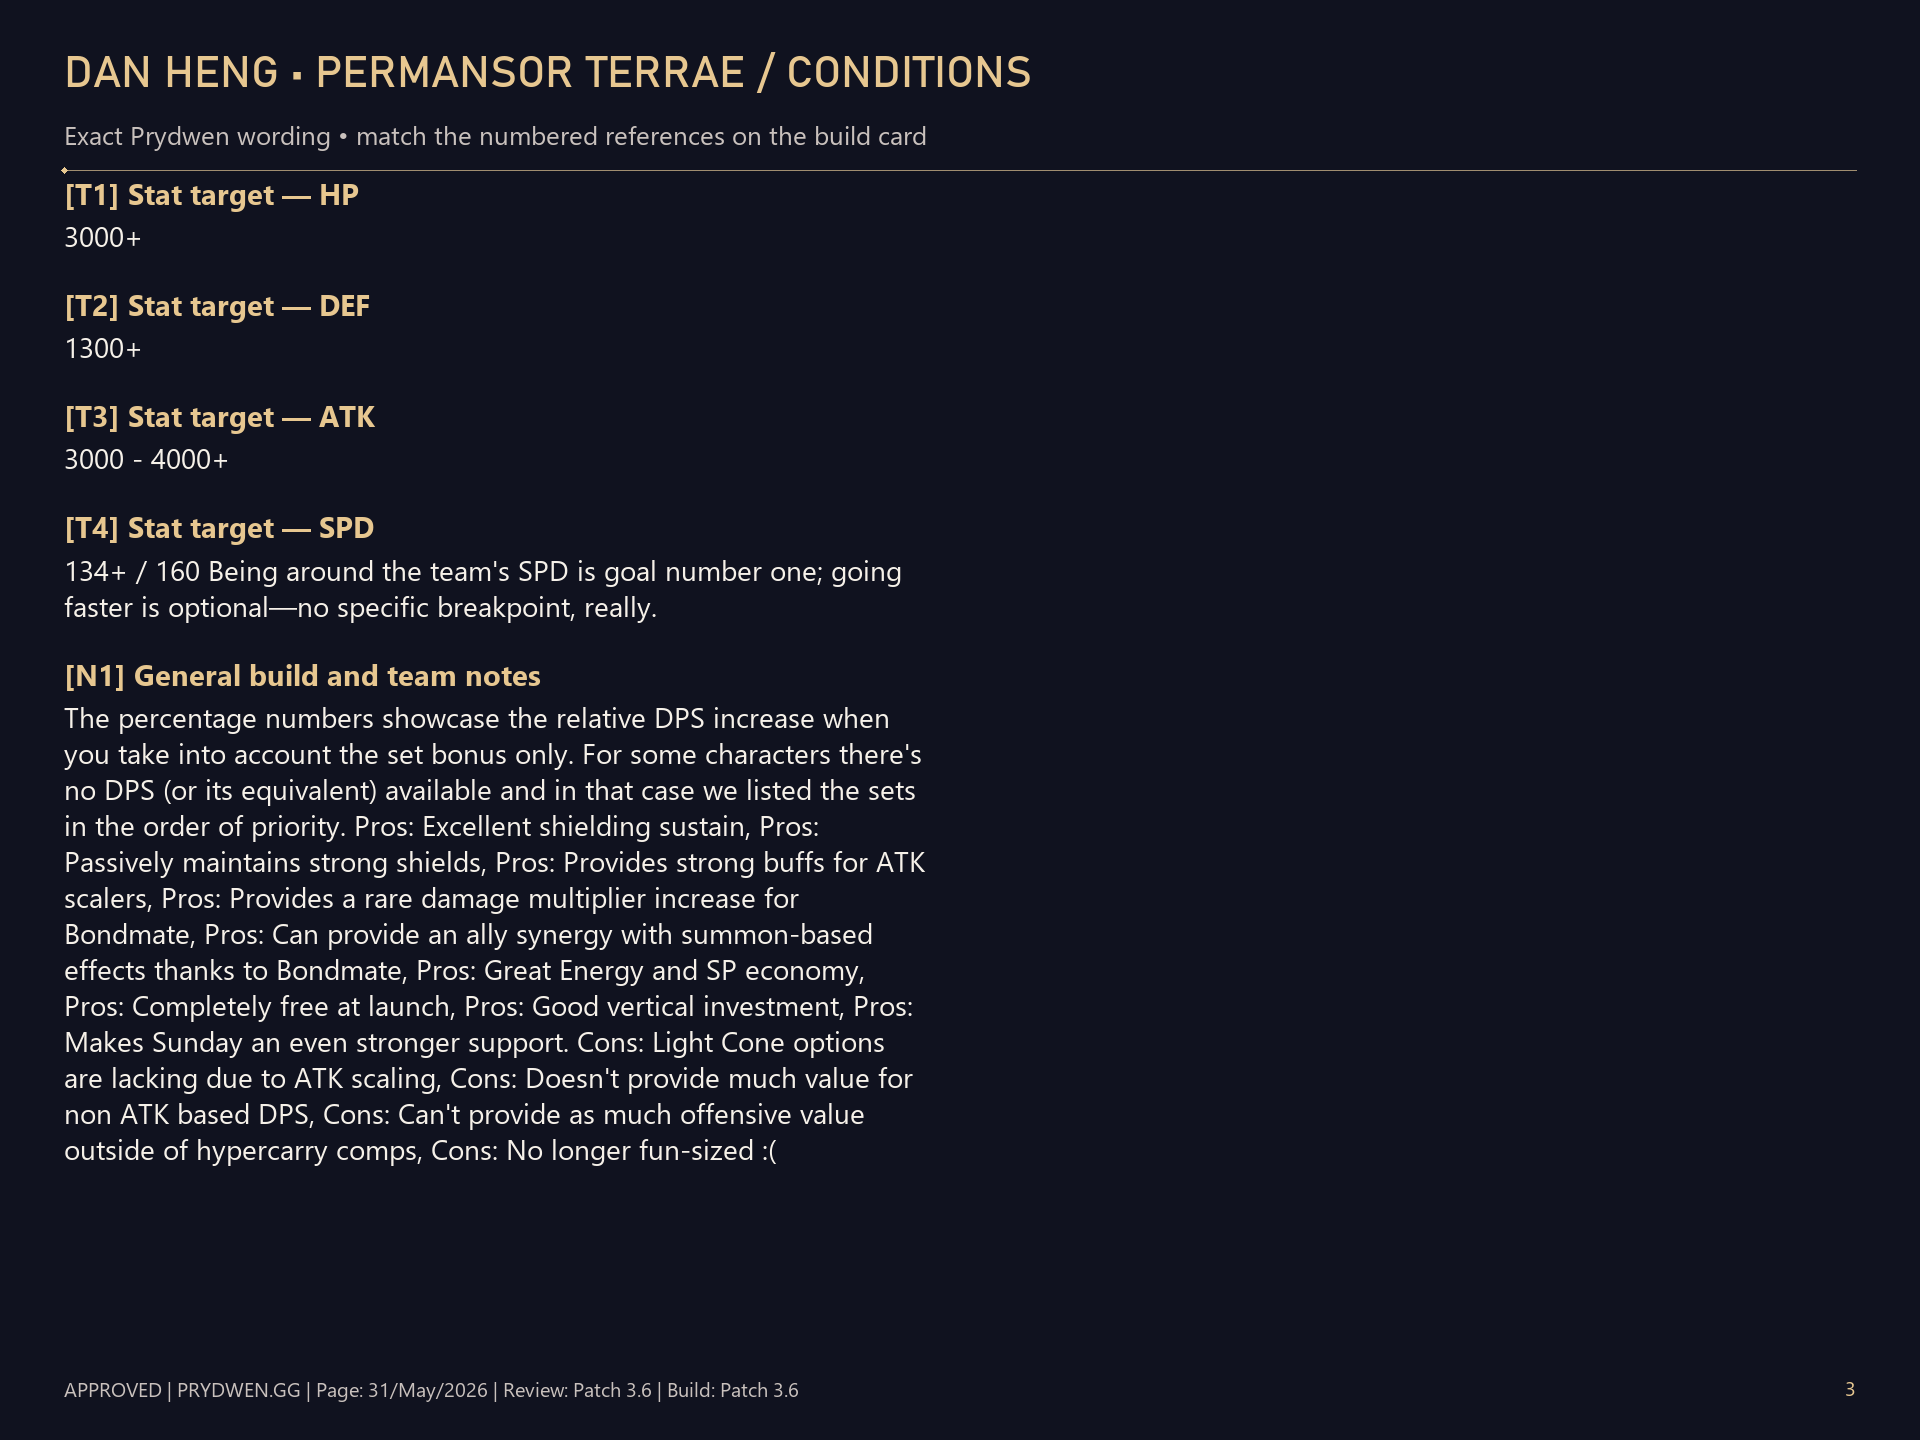 DAN HENG • PERMANSOR TERRAE / CONDITIONS
Exact Prydwen wording • match the numbered references on the build card
[T1] Stat target — HP
3000+
[T2] Stat target — DEF
1300+
[T3] Stat target — ATK
3000 - 4000+
[T4] Stat target — SPD
134+ / 160 Being around the team's SPD is goal number one; going
faster is optional—no specific breakpoint, really.
[N1] General build and team notes
The percentage numbers showcase the relative DPS increase when
you take into account the set bonus only. For some characters there's
no DPS (or its equivalent) available and in that case we listed the sets
in the order of priority. Pros: Excellent shielding sustain, Pros:
Passively maintains strong shields, Pros: Provides strong buffs for ATK
scalers, Pros: Provides a rare damage multiplier increase for
Bondmate, Pros: Can provide an ally synergy with summon-based
effects thanks to Bondmate, Pros: Great Energy and SP economy,
Pros: Completely free at launch, Pros: Good vertical investment, Pros:
Makes Sunday an even stronger support. Cons: Light Cone options
are lacking due to ATK scaling, Cons: Doesn't provide much value for
non ATK based DPS, Cons: Can't provide as much offensive value
outside of hypercarry comps, Cons: No longer fun-sized :(
APPROVED | PRYDWEN.GG | Page: 31/May/2026 | Review: Patch 3.6 | Build: Patch 3.6
3